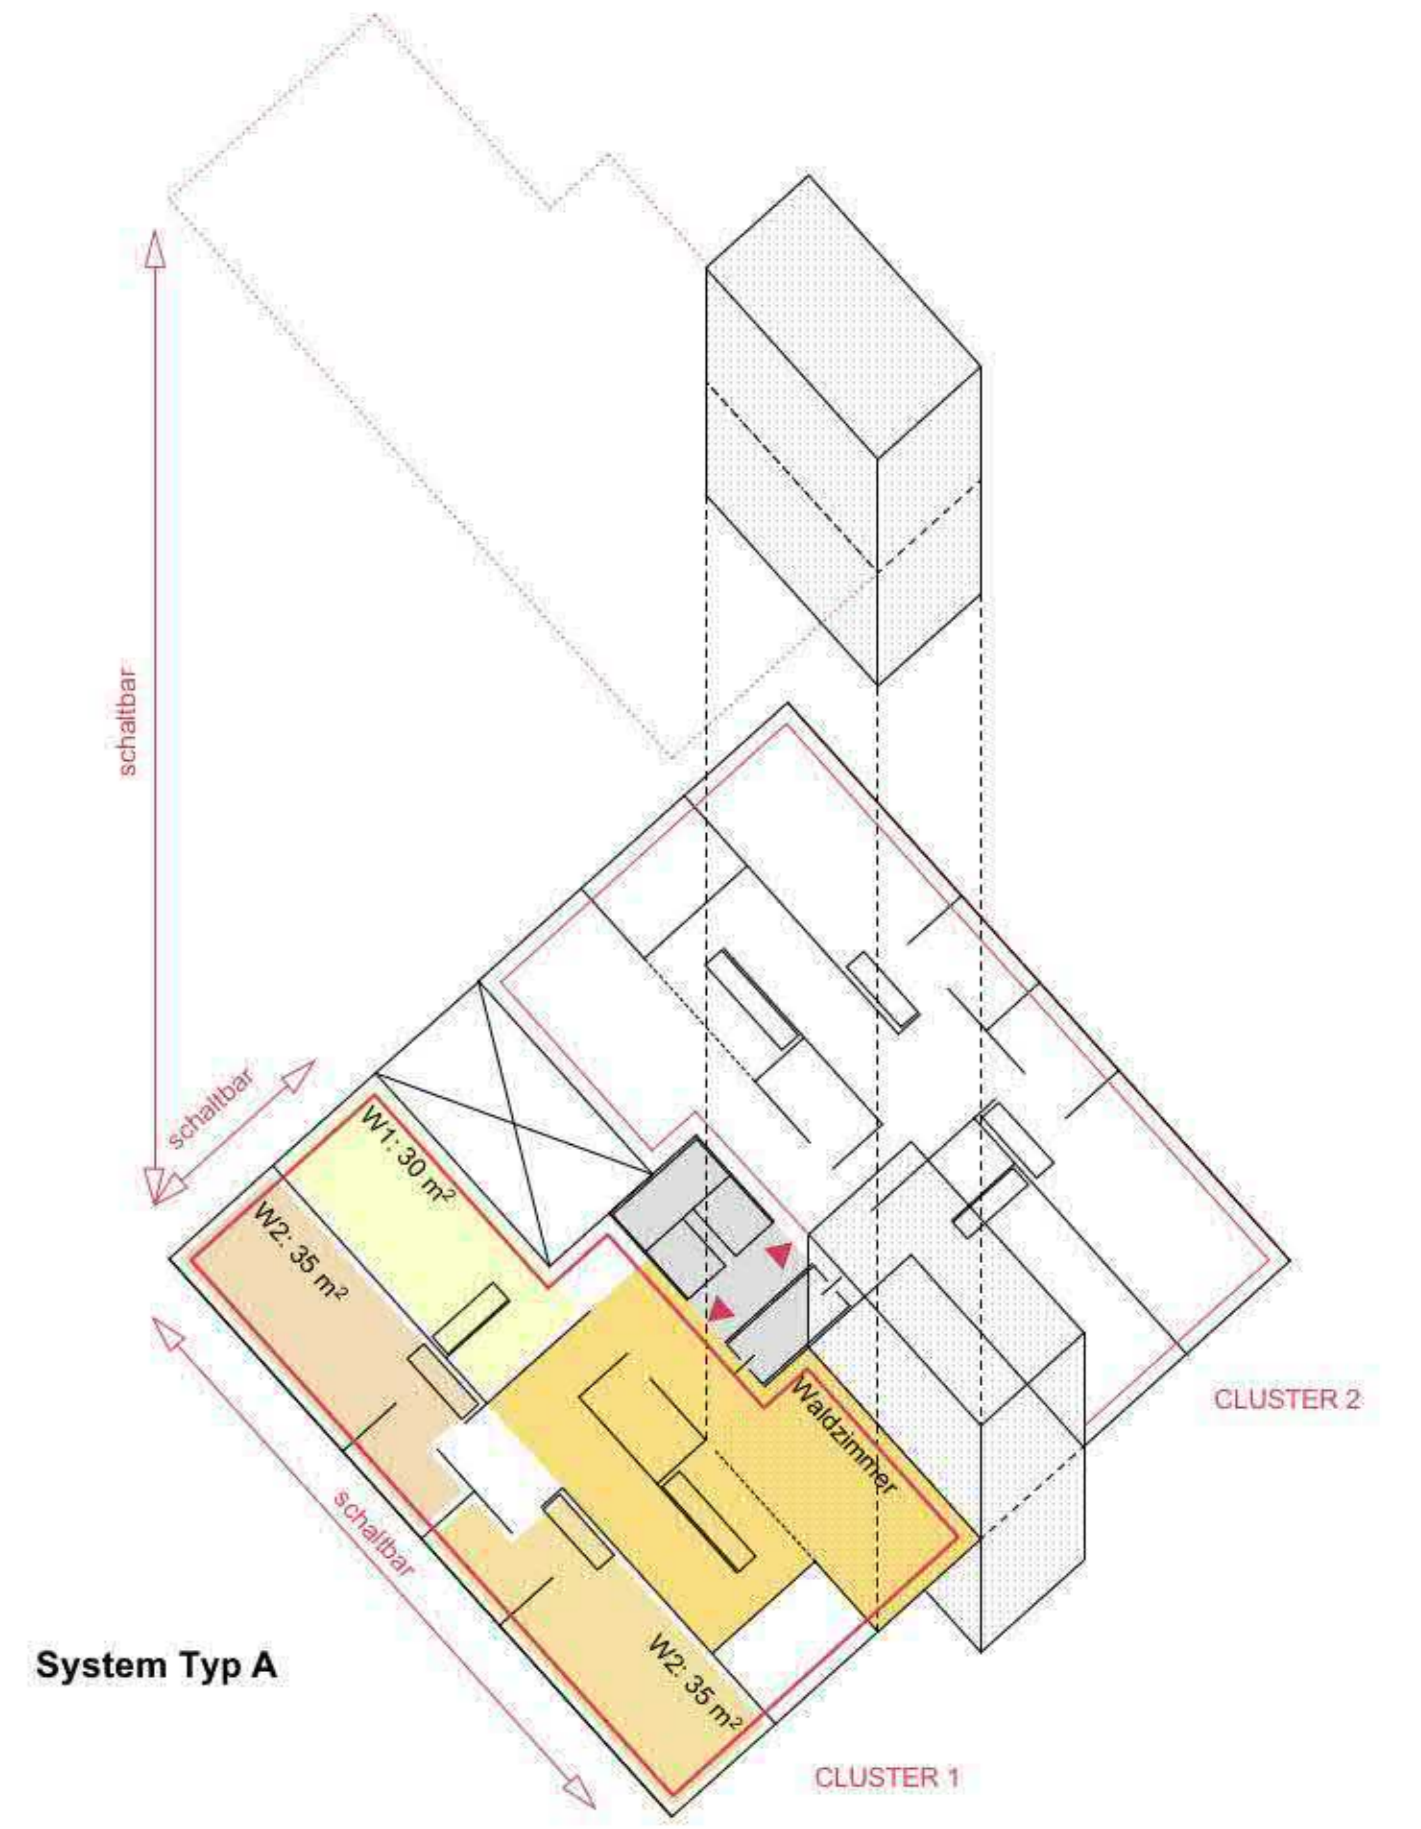 schaltbar
schaltbar
W1: 30 m²
W2: 35 m²
Waldzimmer
CLUSTER 2
schaltbar
W2: 35 m²
System Typ A
CLUSTER 1